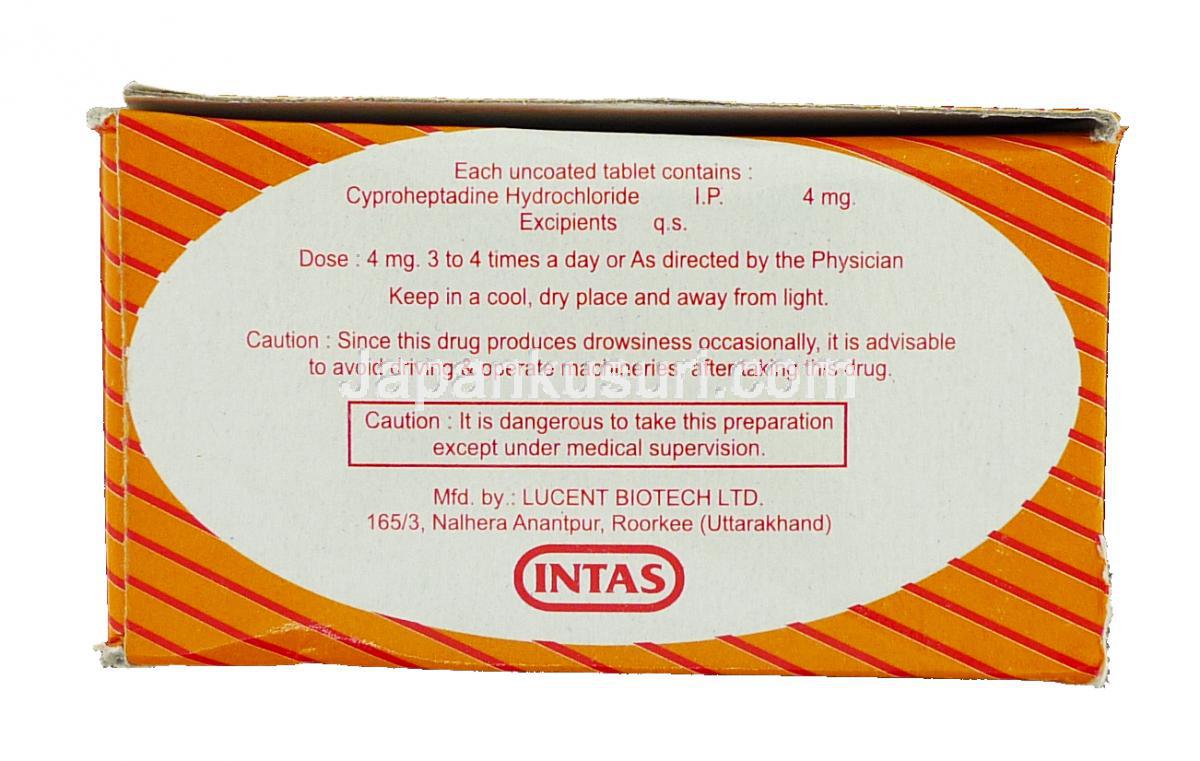 Each uncoated tablet contains :
Cyproheptadine Hydrochloride I.P. 4 mg.
Excipients q.s.
Dose : 4 mg. 3 to 4 times a day or As directed by the Physician
Keep in a cool, dry place and away from light.
Caution : Since this drug produces drowsiness occasionally, it is advisable
to avoid driving & operate machineries, after taking this drug.
Japankusuri.com
Caution : It is dangerous to take this preparation
except under medical supervision.
Mfd. by.: LUCENT BIOTECH LTD.
165/3, Nalhera Anantpur, Roorkee (Uttarakhand)
INTAS